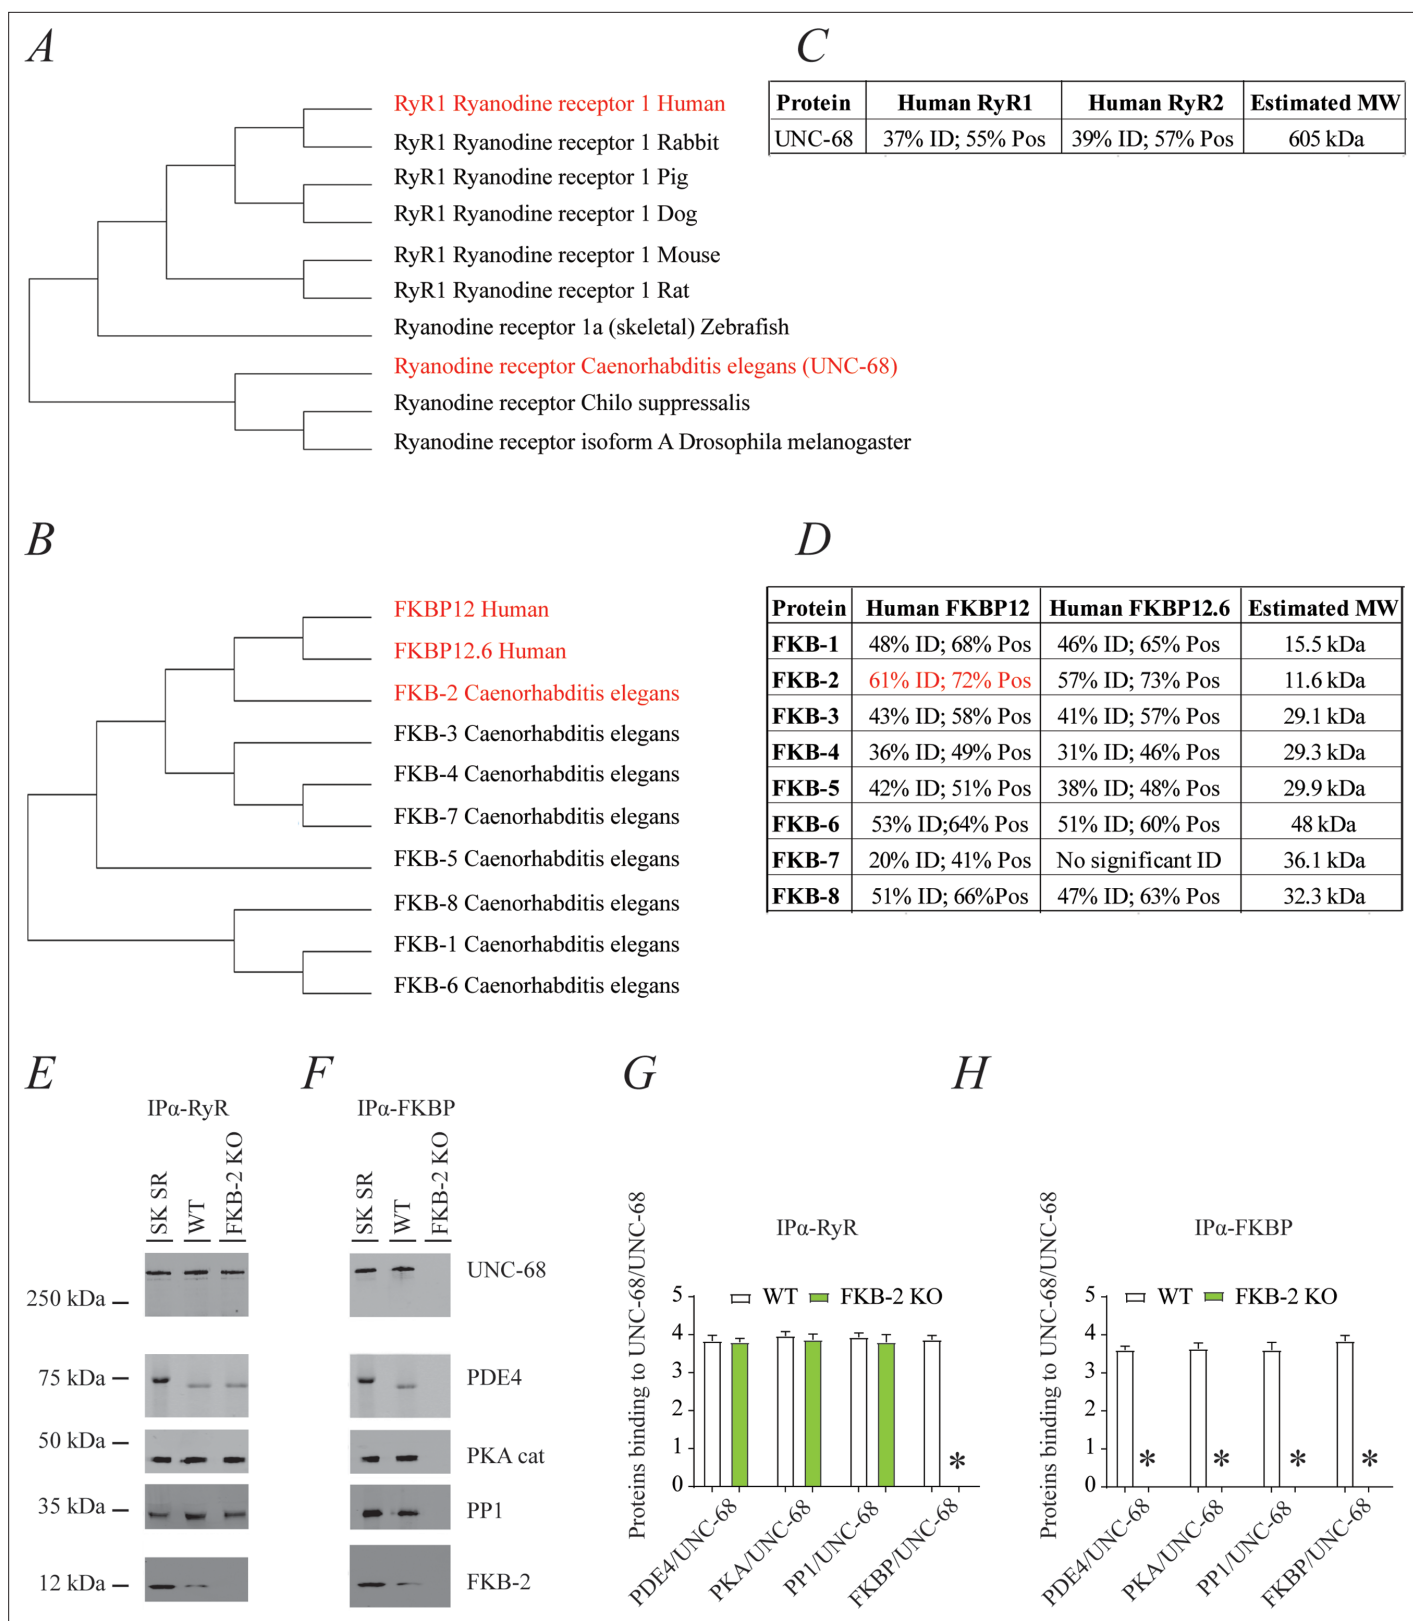 A
RyR1 Ryanodine receptor 1 Human
RyR1 Ryanodine receptor 1 Rabbit
RyR1 Ryanodine receptor 1 Pig
RyR1 Ryanodine receptor 1 Dog
RyR1 Ryanodine receptor 1 Mouse
RyR1 Ryanodine receptor 1 Rat
Ryanodine receptor 1a (skeletal) Zebrafish
Ryanodine receptor Caenorhabditis elegans (UNC-68)
Ryanodine receptor Chilo suppressalis
Ryanodine receptor isoform A Drosophila melanogaster
C
Protein Human RyR1 Human RyR2 Estimated MW
UNC-68 37% ID; 55% Pos 39% ID; 57% Pos 605 kDa
B
FKBP12 Human
FKBP12.6 Human
FKB-2 Caenorhabditis elegans
FKB-3 Caenorhabditis elegans
FKB-4 Caenorhabditis elegans
FKB-7 Caenorhabditis elegans
FKB-5 Caenorhabditis elegans
FKB-8 Caenorhabditis elegans
FKB-1 Caenorhabditis elegans
FKB-6 Caenorhabditis elegans
D
Protein Human FKBP12 Human FKBP12.6 Estimated MW
FKB-1 48% ID; 68% Pos 46% ID; 65% Pos 15.5 kDa
FKB-2 61% ID; 72% Pos 57% ID; 73% Pos 11.6 kDa
FKB-3 43% ID; 58% Pos 41% ID; 57% Pos 29.1 kDa
FKB-4 36% ID; 49% Pos 31% ID; 46% Pos 29.3 kDa
FKB-5 42% ID; 51% Pos 38% ID; 48% Pos 29.9 kDa
FKB-6 53% ID;64% Pos 51% ID; 60% Pos 48 kDa
FKB-7 20% ID; 41% Pos No significant ID 36.1 kDa
FKB-8 51% ID; 66%Pos 47% ID; 63% Pos 32.3 kDa
E
IPα-RyR
SK SR
WT
FKB-2 KO
250 kDa
75 kDa
50 kDa
35 kDa
12 kDa
F
IPα-FKBP
SK SR
WT
FKB-2 KO
UNC-68
PDE4
PKA cat
PP1
FKB-2
G
IPα-RyR
Proteins binding to UNC-68/UNC-68
WT FKB-2 KO
5
4
3
2
1
0
*
PDE4/UNC-68
PKA/UNC-68
PP1/UNC-68
FKBP/UNC-68
H
IPα-FKBP
Proteins binding to UNC-68/UNC-68
WT FKB-2 KO
5
4
3
2
1
0
* * * *
PDE4/UNC-68
PKA/UNC-68
PP1/UNC-68
FKBP/UNC-68